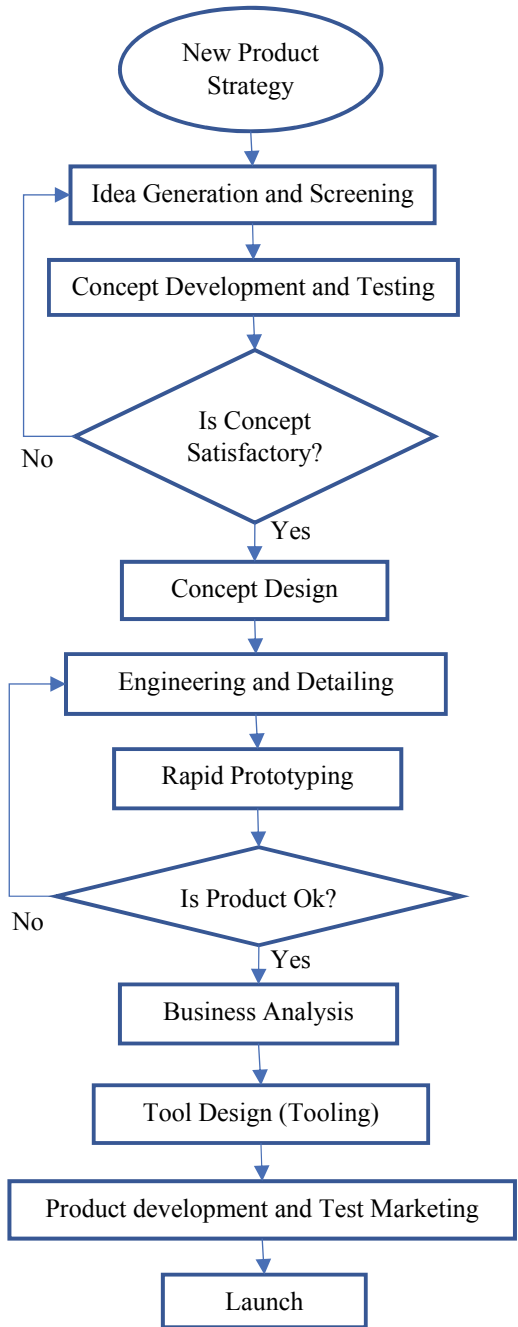 New Product
Strategy
Idea Generation and Screening
Concept Development and Testing
Is Concept
Satisfactory?
No
Yes
Concept Design
Engineering and Detailing
Rapid Prototyping
Is Product Ok?
No
Yes
Business Analysis
Tool Design (Tooling)
Product development and Test Marketing
Launch